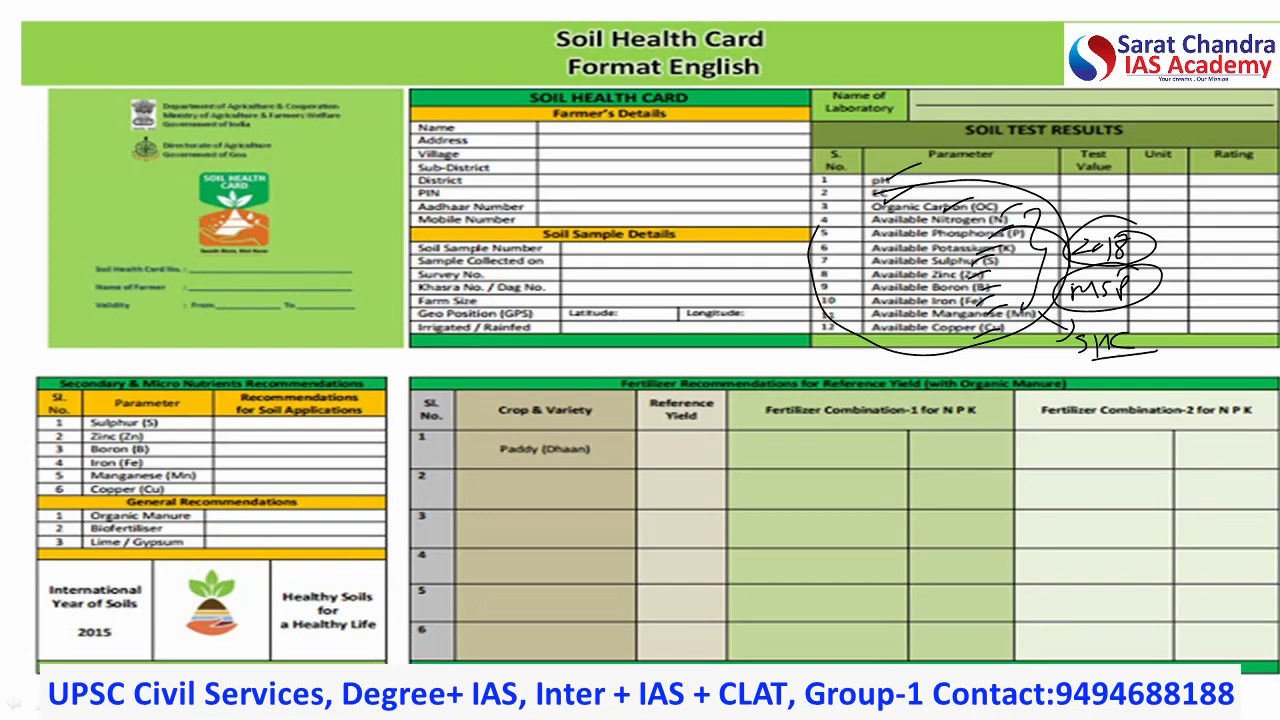 Soil Health Card
Format English
Sarat Chandra
IAS Academy
Your dreams . Our Mission
Department of Agriculture & Cooperation
Ministry of Agriculture & Farmers Welfare
Government of India
Directorate of Agriculture
Government of Goa
SOIL HEALTH
CARD
Soil Health Card No. :
Name of Farmer :
Validity : From To
SOIL HEALTH CARD
Farmer's Details
Name
Address
Village
Sub-District
District
PIN
Aadhaar Number
Mobile Number
Soil Sample Details
Soil Sample Number
Sample Collected on
Survey No.
Khasra No. / Dag No.
Farm Size
Geo Position (GPS) Latitude: Longitude:
Irrigated / Rainfed
Name of
Laboratory
SOIL TEST RESULTS
S. No. Parameter Test Value Unit Rating
1 pH
2 EC
3 Organic Carbon (OC)
4 Available Nitrogen (N)
5 Available Phosphorus (P)
6 Available Potassium (K)
7 Available Sulphur (S)
8 Available Zinc (Zn)
9 Available Boron (B)
10 Available Iron (Fe)
11 Available Manganese (Mn)
12 Available Copper (Cu)
2018
MSP
SHC
Secondary & Micro Nutrients Recommendations
Sl. No. Parameter Recommendations for Soil Applications
1 Sulphur (S)
2 Zinc (Zn)
3 Boron (B)
4 Iron (Fe)
5 Manganese (Mn)
6 Copper (Cu)
General Recommendations
1 Organic Manure
2 Biofertiliser
3 Lime / Gypsum
International
Year of Soils
2015
Healthy Soils
for
a Healthy Life
Fertilizer Recommendations for Reference Yield (with Organic Manure)
Sl. No. Crop & Variety Reference Yield Fertilizer Combination-1 for N P K Fertilizer Combination-2 for N P K
1 Paddy (Dhaan)
2
3
4
5
6
UPSC Civil Services, Degree+ IAS, Inter + IAS + CLAT, Group-1 Contact:9494688188